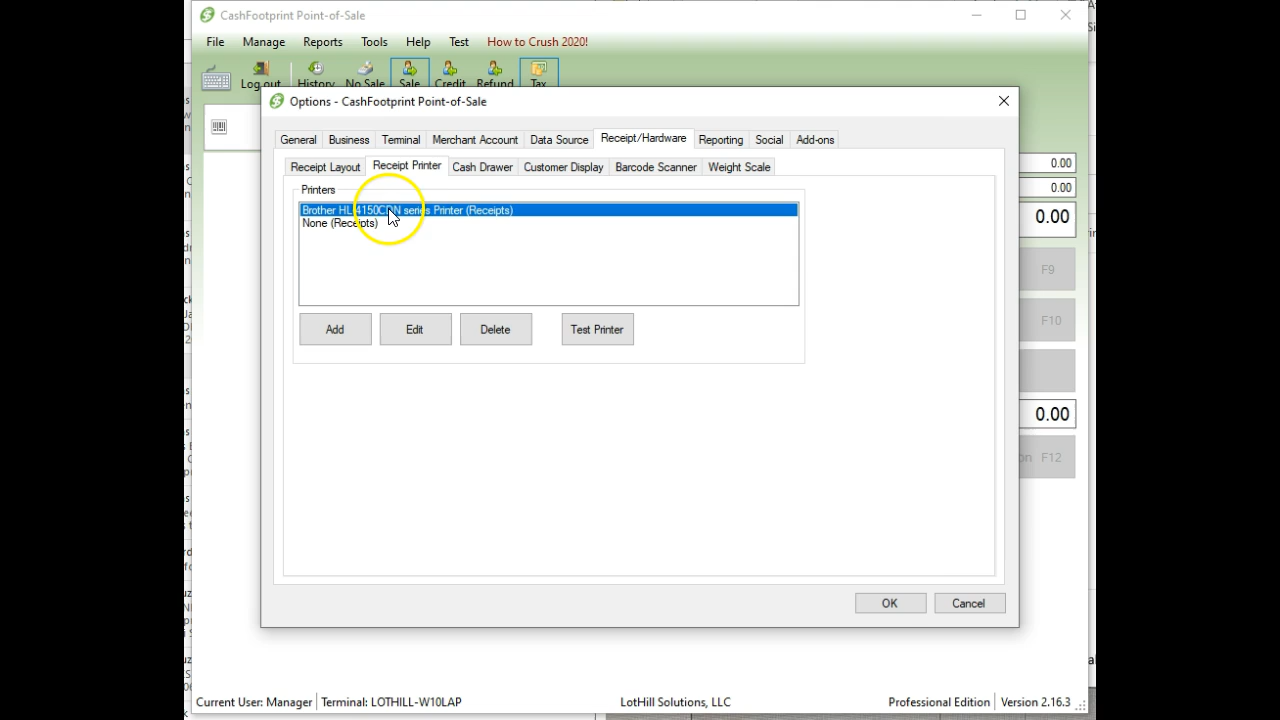 CashFootprint Point-of-Sale
File Manage Reports Tools Help Test How to Crush 2020!
Log out History No Sale Sale Credit Refund Tax
Options - CashFootprint Point-of-Sale
General Business Terminal Merchant Account Data Source Receipt/Hardware Reporting Social Add-ons
Receipt Layout Receipt Printer Cash Drawer Customer Display Barcode Scanner Weight Scale
0.00
Printers
0.00
Brother HL-4150CDN series Printer (Receipts)
0.00
None (Receipts)
F9
F10
Add Edit Delete Test Printer
0.00
F12
OK Cancel
Current User: Manager Terminal: LOTHILL-W10LAP LotHill Solutions, LLC Professional Edition Version 2.16.3